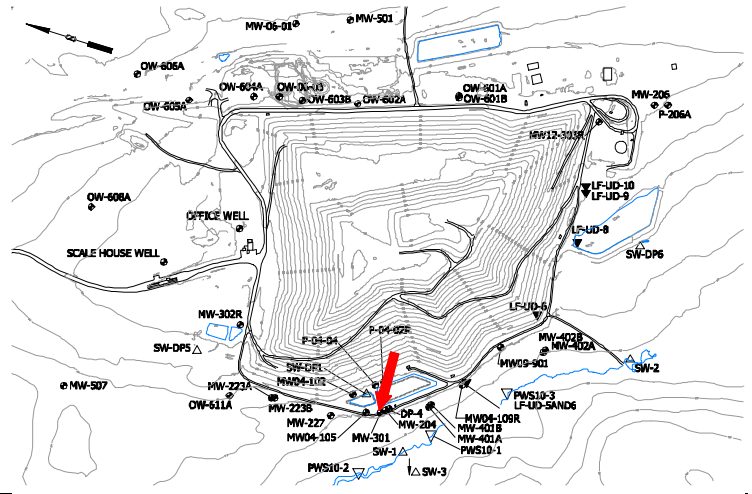 MW-06-01
MW-501
OW-606A
OW-604A
OW-601A
OW-601B
MW-206
OW-605A
OW-603B
OW-602A
P-206A
MW12-303R
OW-608A
LF-UD-10
LF-UD-9
OFFICE WELL
LF-UD-8
SCALE HOUSE WELL
SW-DP6
LF-UD-6
MW-302R
P-04-04
P-04-02R
MW-402B
MW-402A
SW-DP5
SW-DP1
MW09-901
SW-2
MW-507
MW-223A
MW04-102
OW-611A
MW-223B
PWS10-3
LF-UD-5AND6
MW-227
DP-4
MW-204
MW04-109R
MW04-105
MW-401B
MW-301
MW-401A
SW-1
PWS10-1
PWS10-2
SW-3